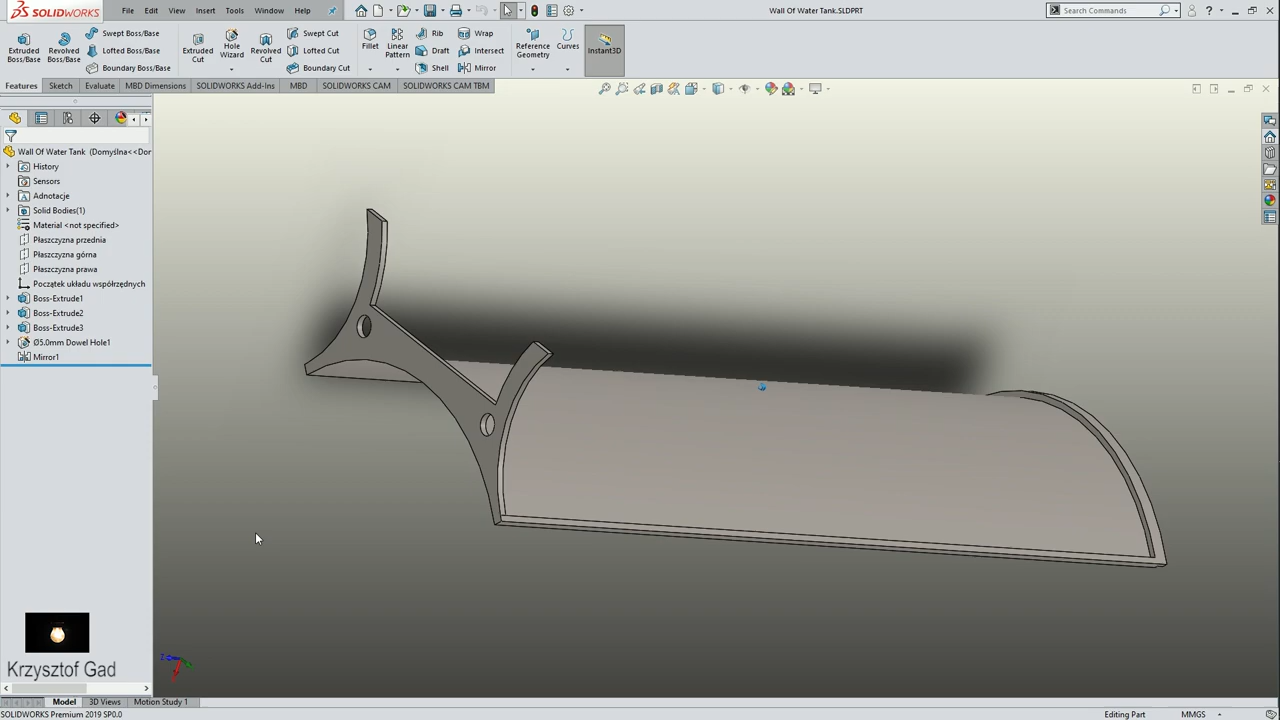 SOLIDWORKS File Edit View Insert Tools Window Help Wall Of Water Tank.SLDPRT Search Commands ?
Extruded Boss/Base
Revolved Boss/Base
Swept Boss/Base
Lofted Boss/Base
Boundary Boss/Base
Extruded Cut
Hole Wizard
Revolved Cut
Swept Cut
Lofted Cut
Boundary Cut
Fillet
Linear Pattern
Rib
Draft
Shell
Wrap
Intersect
Mirror
Reference Geometry
Curves
Instant3D
Features Sketch Evaluate MBD Dimensions SOLIDWORKS Add-Ins MBD SOLIDWORKS CAM SOLIDWORKS CAM TBM
Wall Of Water Tank (Domyślna<<Dor
History
Sensors
Adnotacje
Solid Bodies(1)
Material <not specified>
Płaszczyzna przednia
Płaszczyzna górna
Płaszczyzna prawa
Początek układu współrzędnych
Boss-Extrude1
Boss-Extrude2
Boss-Extrude3
Ø5.0mm Dowel Hole1
Mirror1
Krzysztof Gad
Z
Model 3D Views Motion Study 1
SOLIDWORKS Premium 2019 SP0.0 Editing Part MMGS